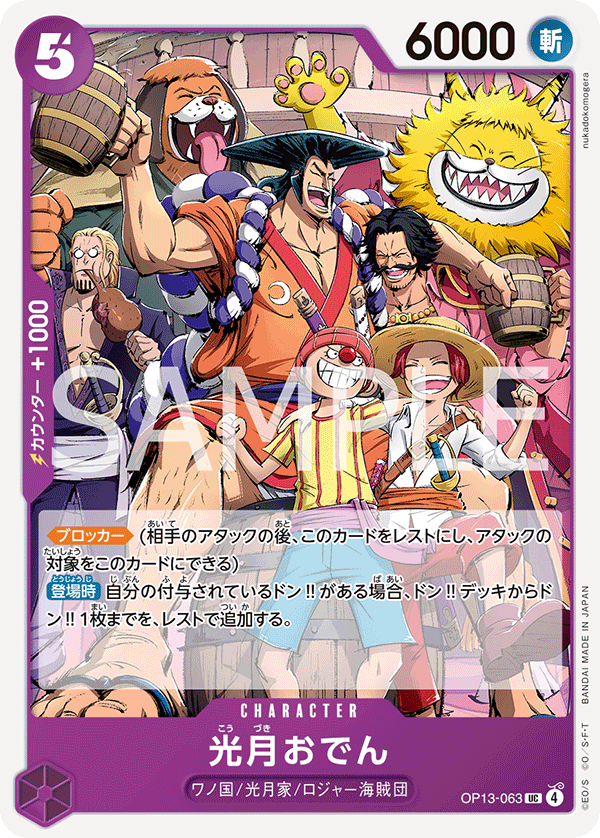 5
6000
斬
nukadokomogera
カウンター +1000
SAMPLE
ブロッカー (相手のアタックの後、このカードをレストにし、アタックの
対象をこのカードにできる)
登場時 自分の付与されているドン!!がある場合、ドン!!デッキからド
ン!!1枚までを、レストで追加する。
CHARACTER
光月おでん
ワノ国/光月家/ロジャー海賊団
OP13-063 UC 4
©E.O/S ©O/S・F・T BANDAI MADE IN JAPAN